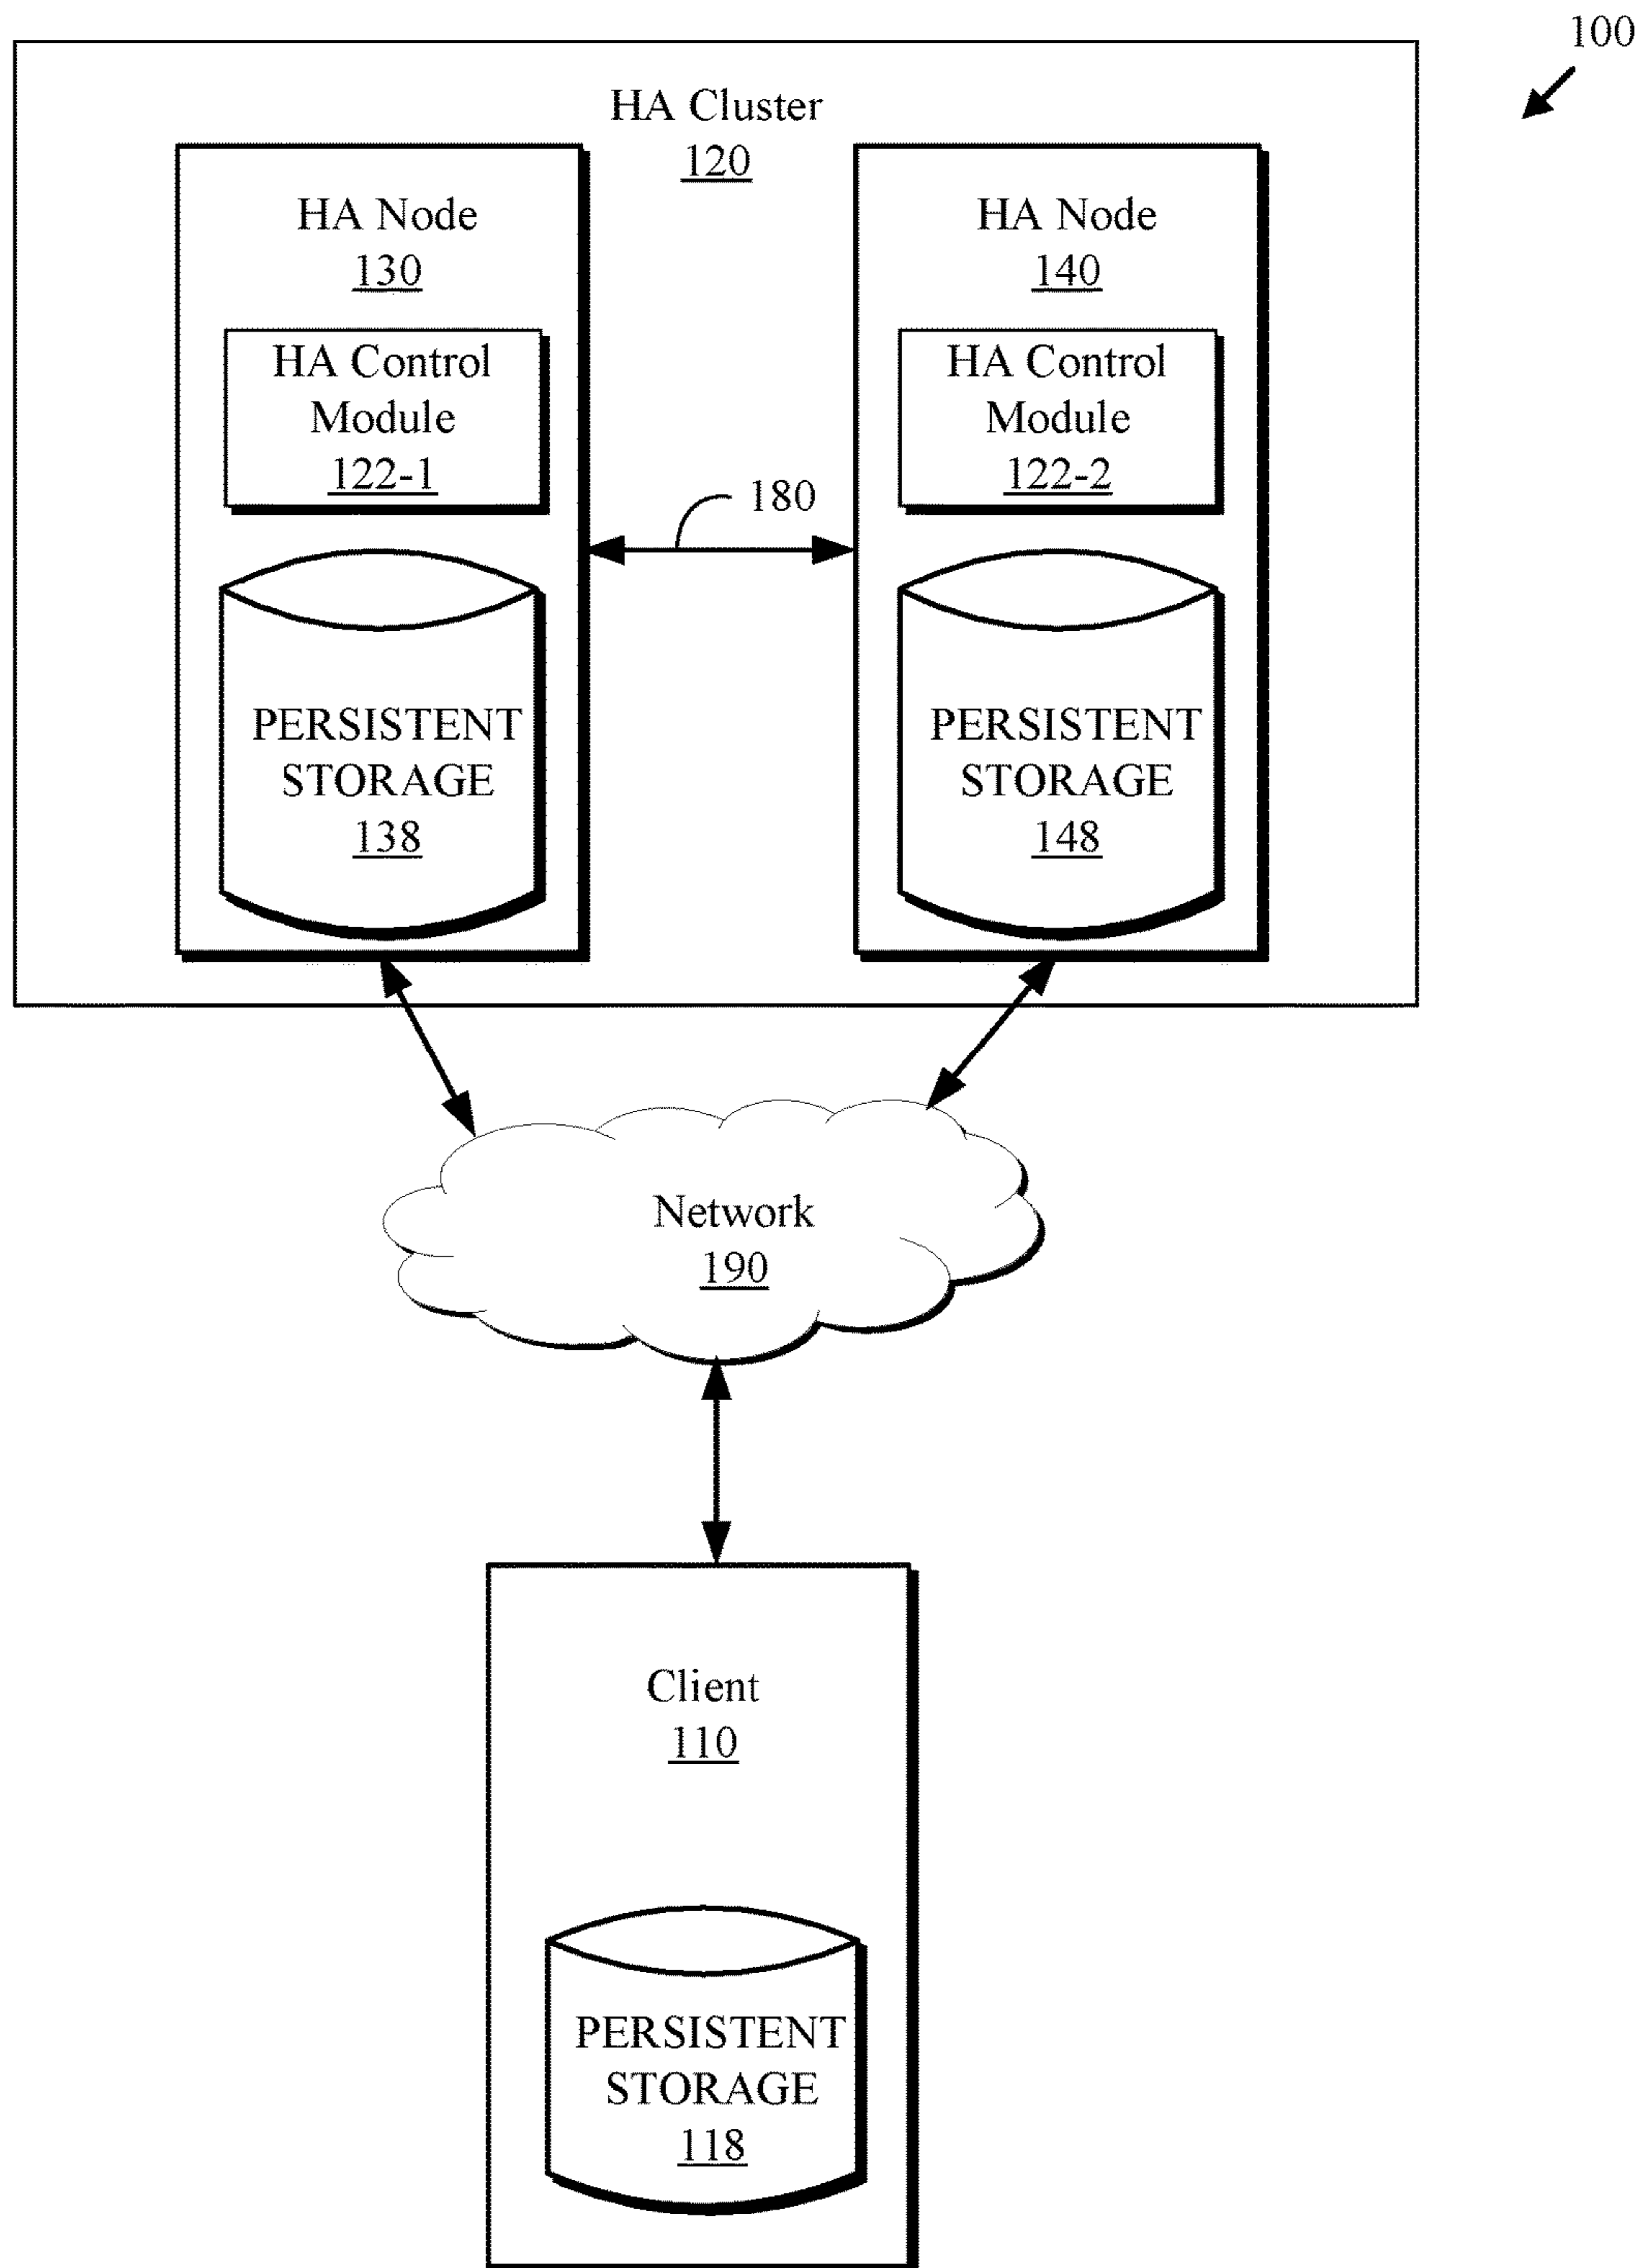 100
HA Cluster
120
HA Node
130
HA Control
Module
122-1
PERSISTENT
STORAGE
138
180
HA Node
140
HA Control
Module
122-2
PERSISTENT
STORAGE
148
Network
190
Client
110
PERSISTENT
STORAGE
118